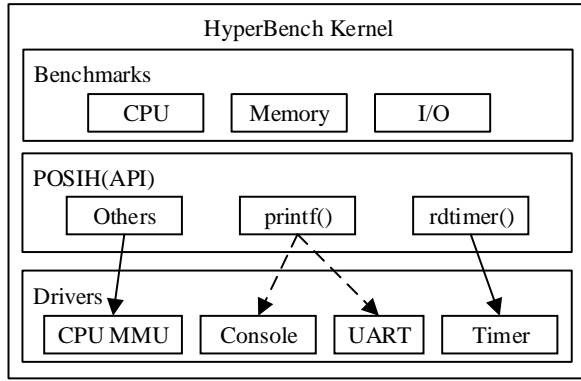 HyperBench Kernel
Benchmarks
CPU Memory I/O
POSIH(API)
Others printf() rdtimer()
Drivers
CPU MMU Console UART Timer